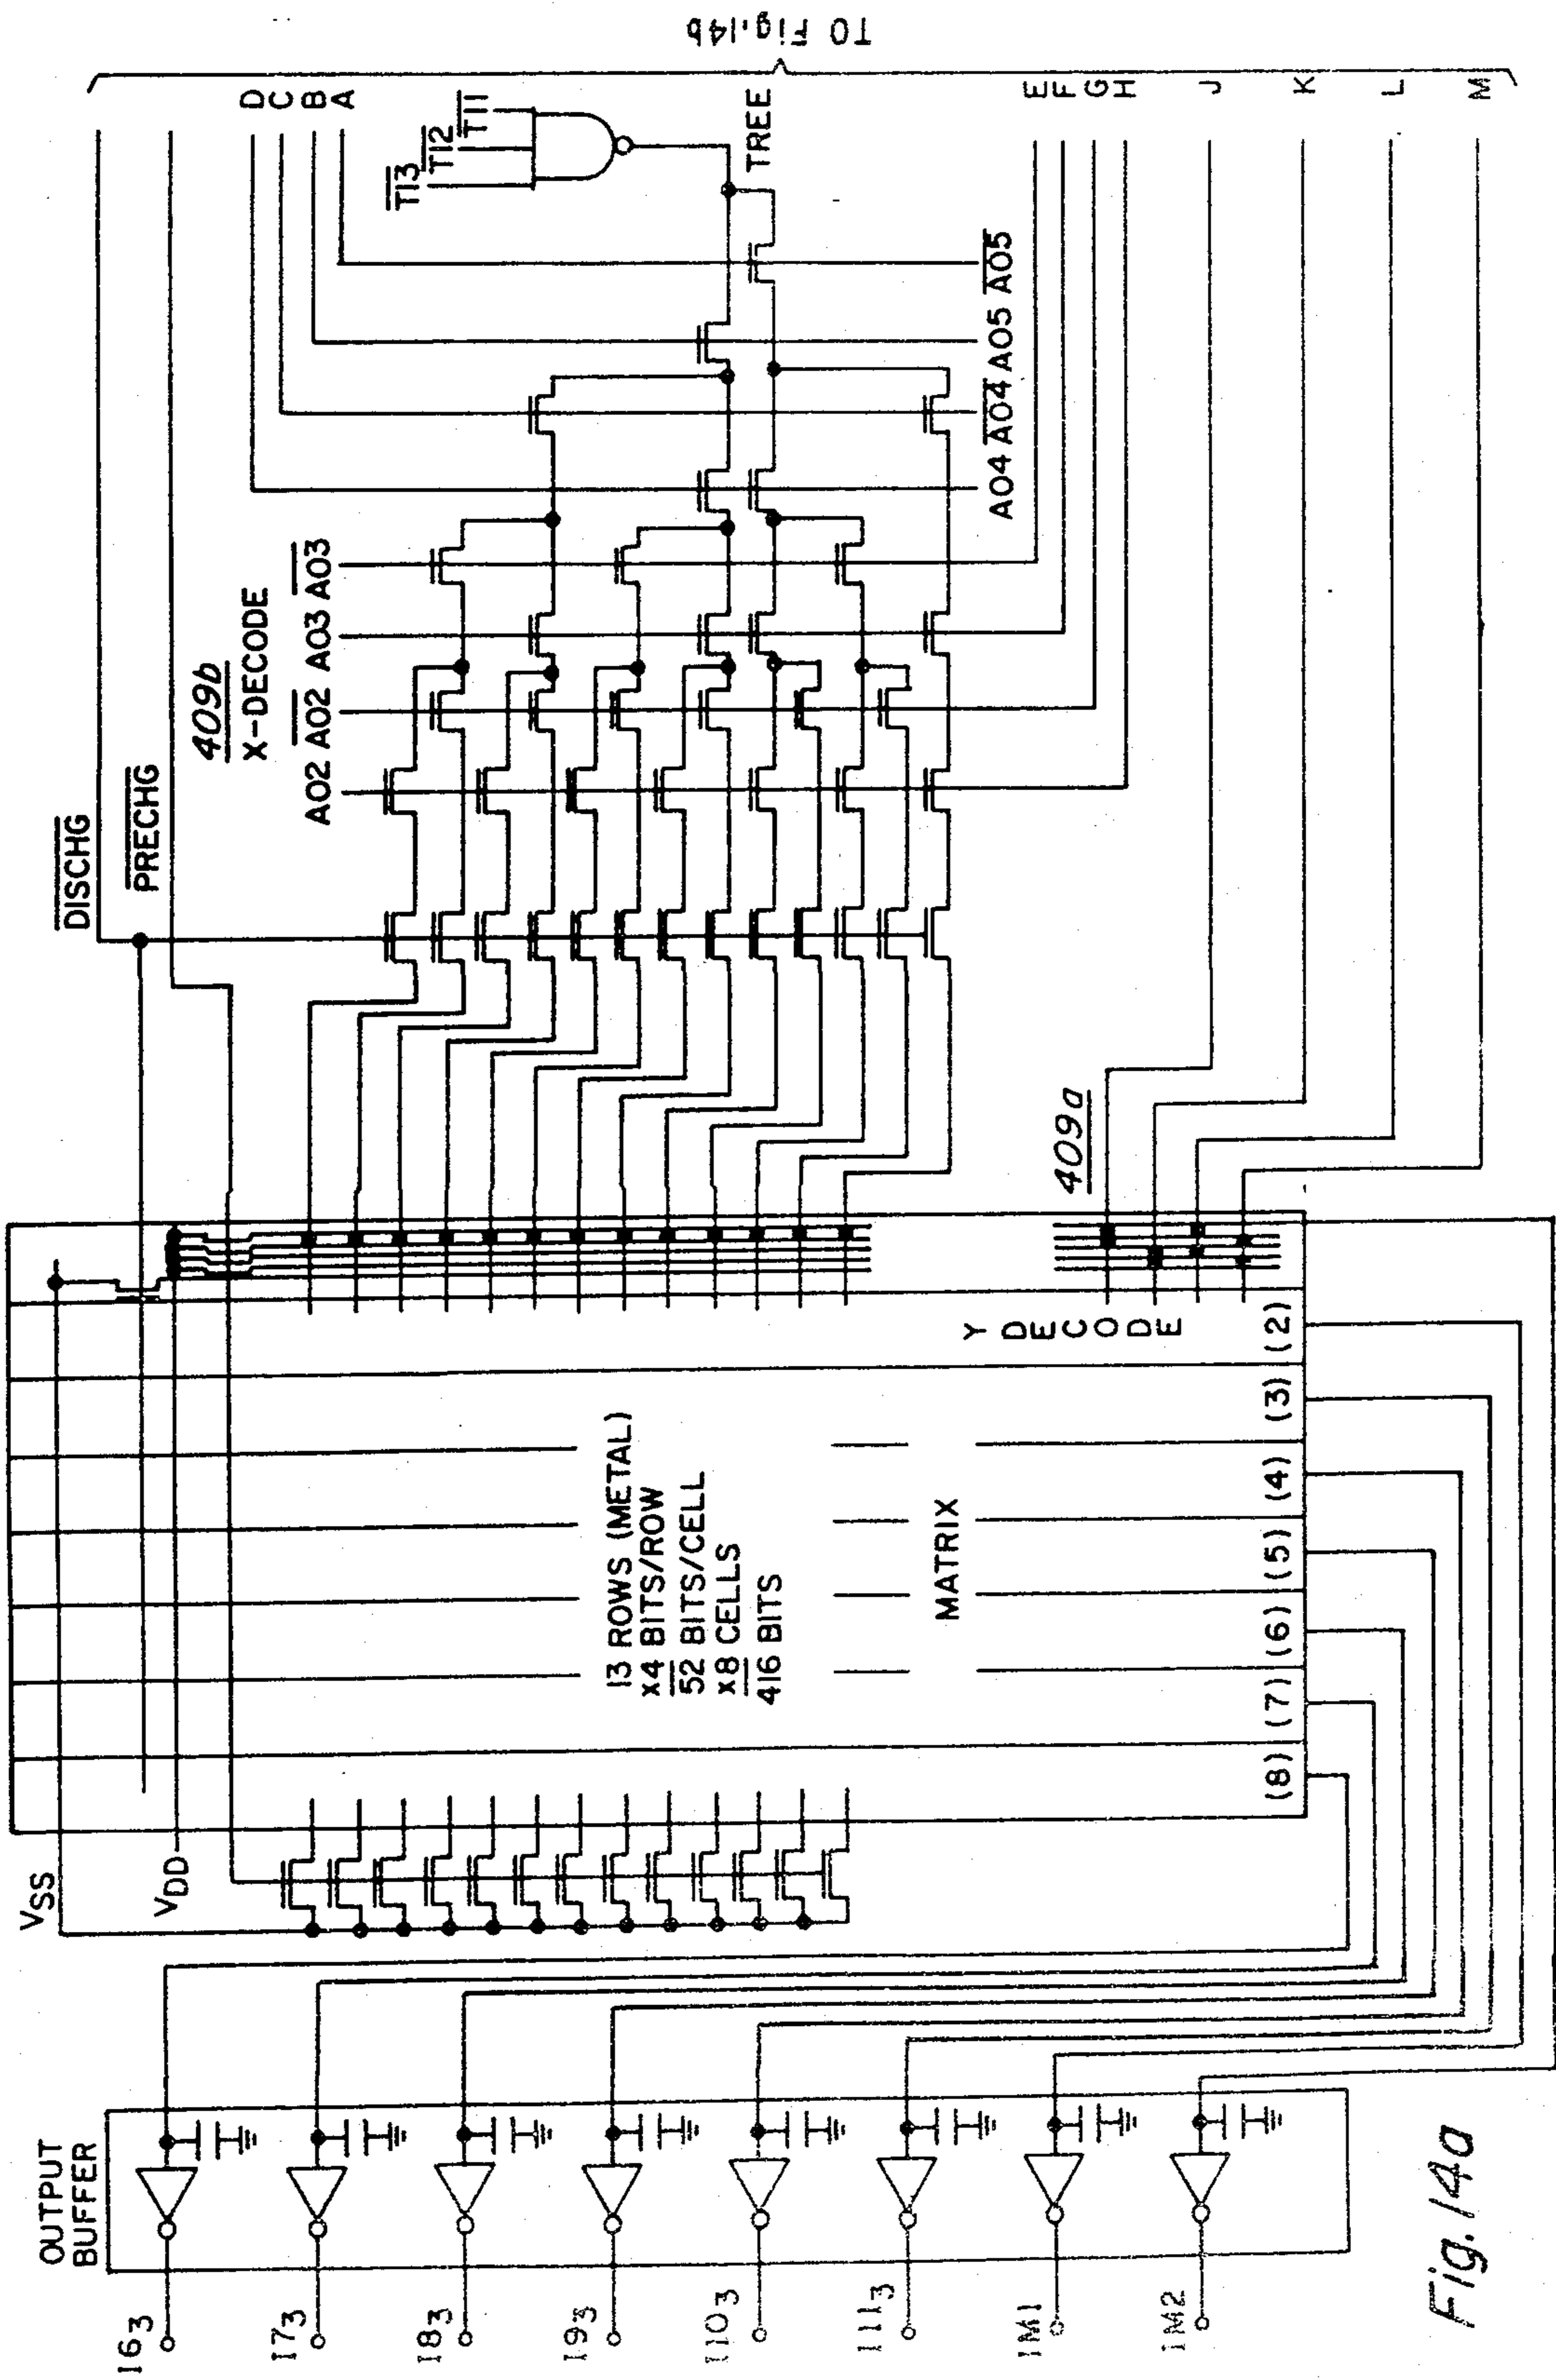 TO Fig.14b
D
C
B
A
T13
T12
T11
TREE
E
F
G
H
J
K
L
M
409b
X-DECODE
A02 A02 A03 A03
A04 A04 A05 A05
DISCHG
PRECHG
409a
Y DECODE
13 ROWS (METAL)
x4 BITS/ROW
52 BITS/CELL
x8 CELLS
416 BITS
MATRIX
(8) (7) (6) (5) (4) (3) (2)
VSS
VDD
OUTPUT
BUFFER
I63
I73
I83
I93
I103
I113
IM1
IM2
Fig.14a